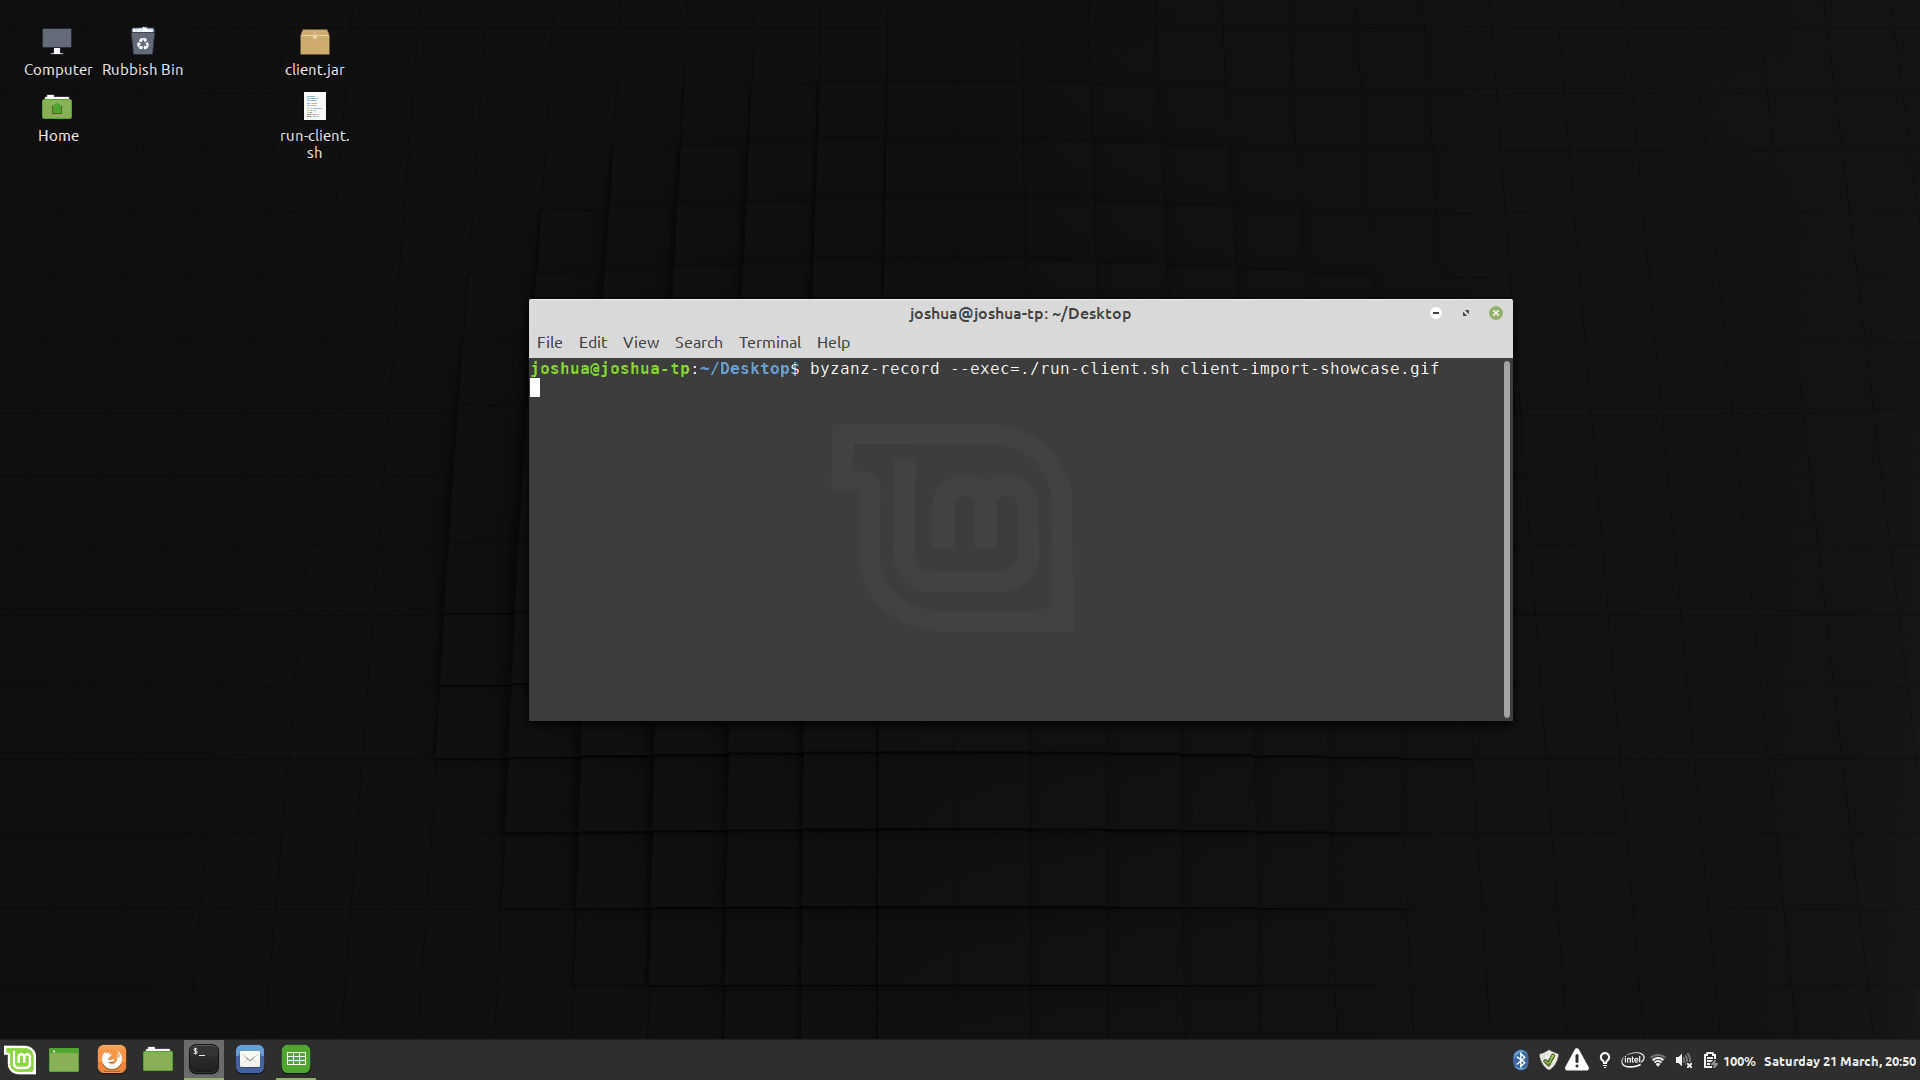 Computer
Rubbish Bin
client.jar
Home
run-client.
sh
joshua@joshua-tp: ~/Desktop
File Edit View Search Terminal Help
joshua@joshua-tp:~/Desktop$ byzanz-record --exec=./run-client.sh client-import-showcase.gif
$_
intel
100%
Saturday 21 March, 20:50